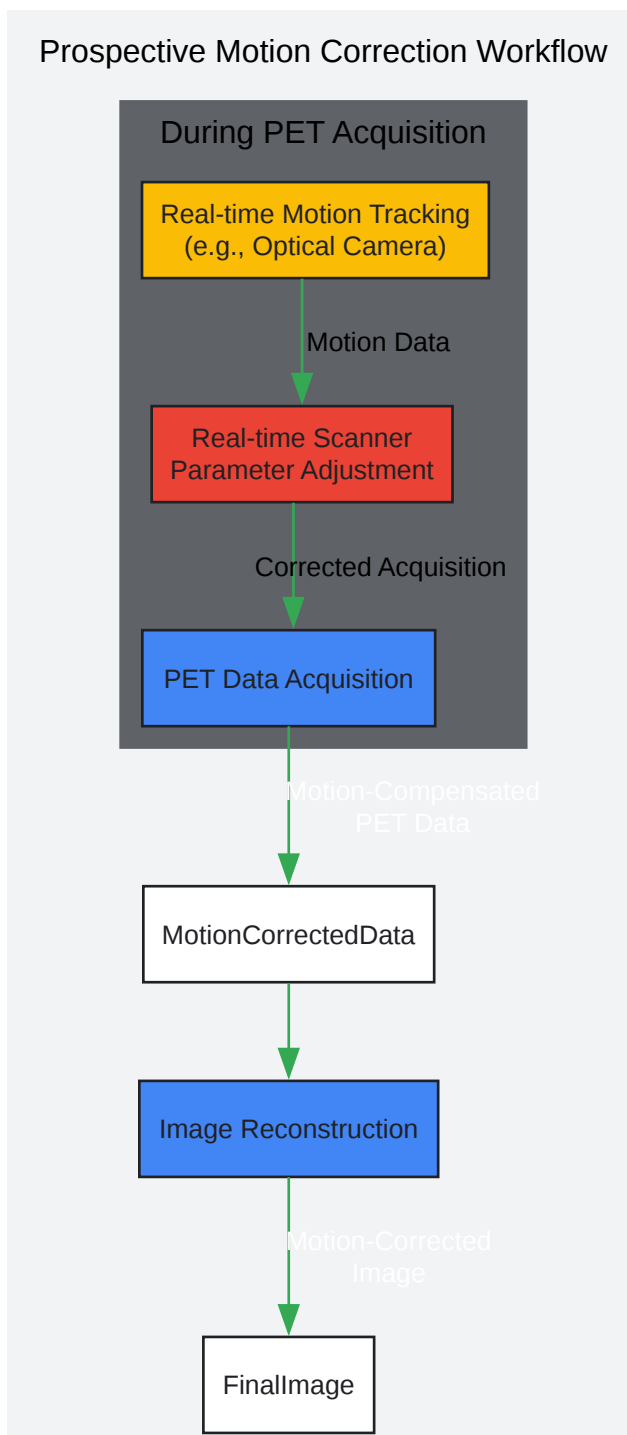 Prospective Motion Correction Workflow
During PET Acquisition
Real-time Motion Tracking
(e.g., Optical Camera)
Motion Data
Real-time Scanner
Parameter Adjustment
Corrected Acquisition
PET Data Acquisition
Motion-Compensated
PET Data
MotionCorrectedData
Image Reconstruction
Motion-Corrected
Image
FinalImage